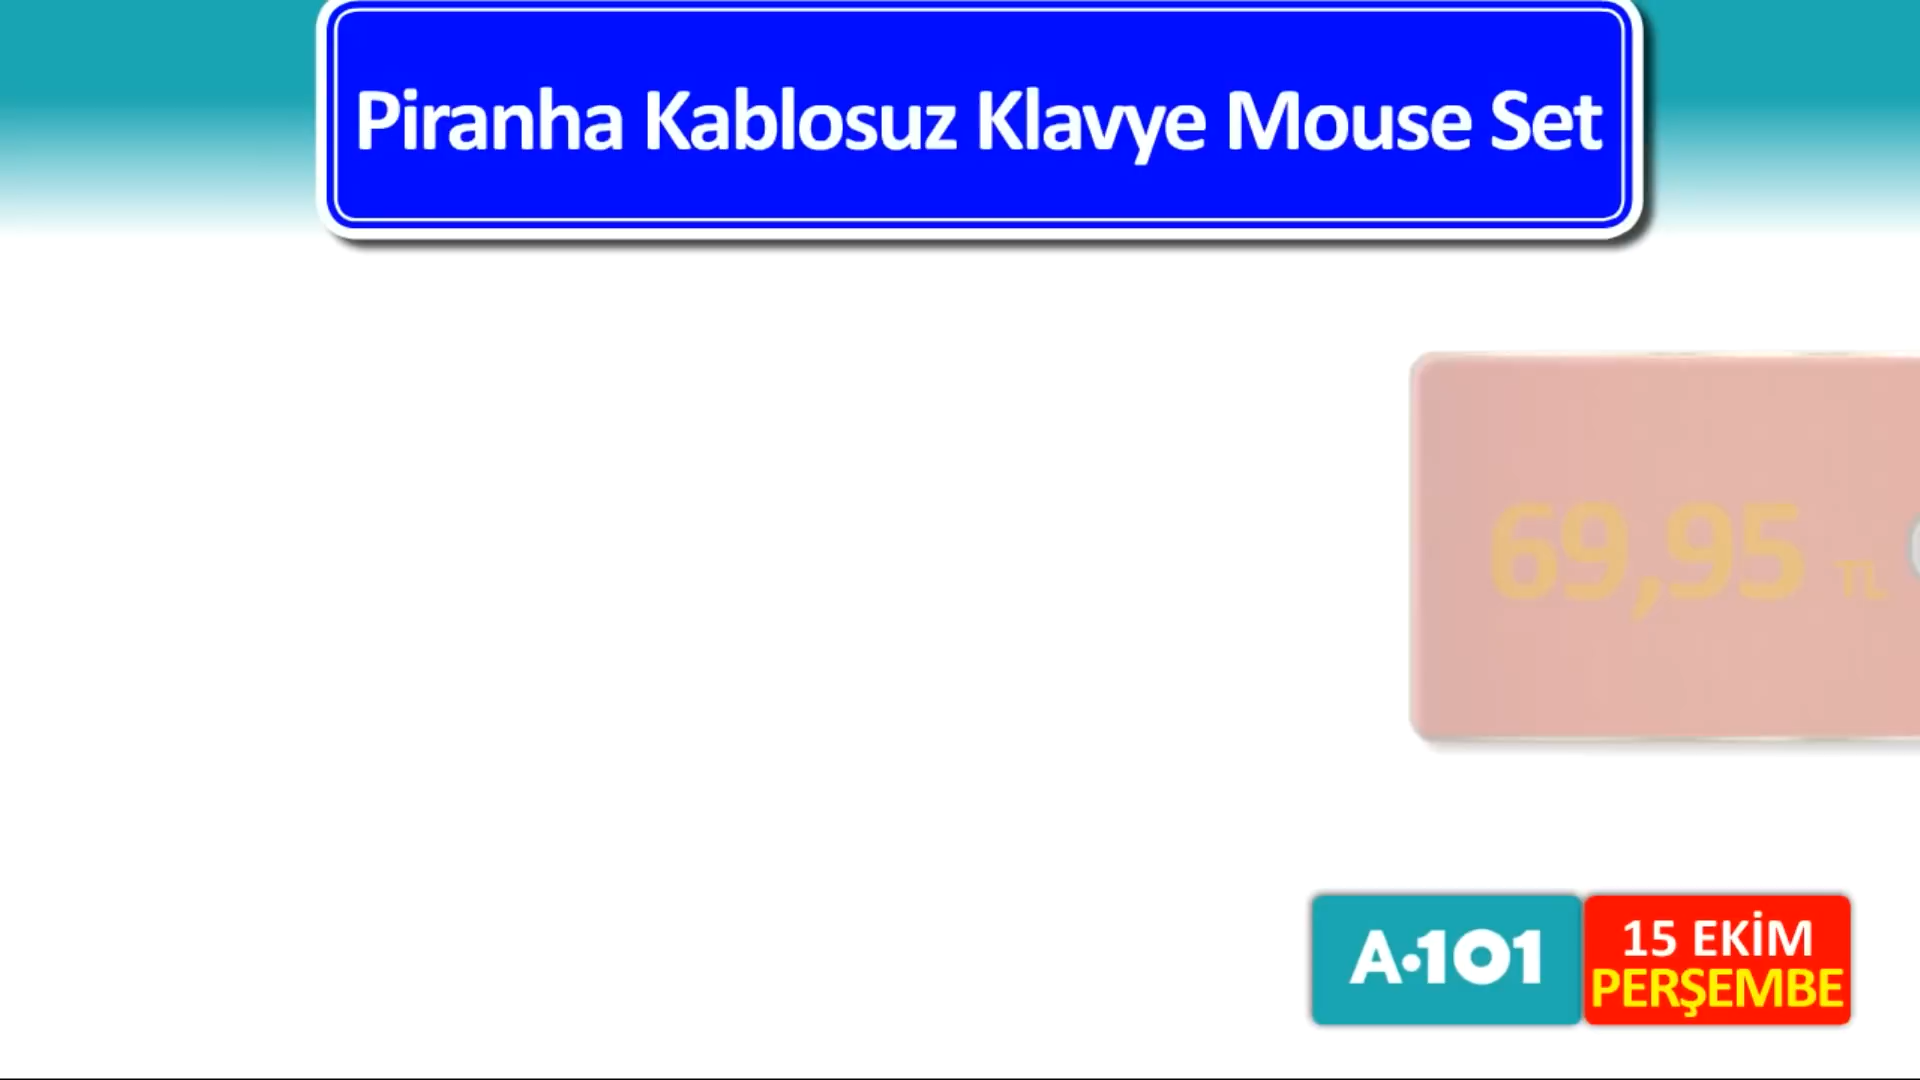 Piranha Kablosuz Klavye Mouse Set
69,95 TL
A101
15 EKİM
PERŞEMBE